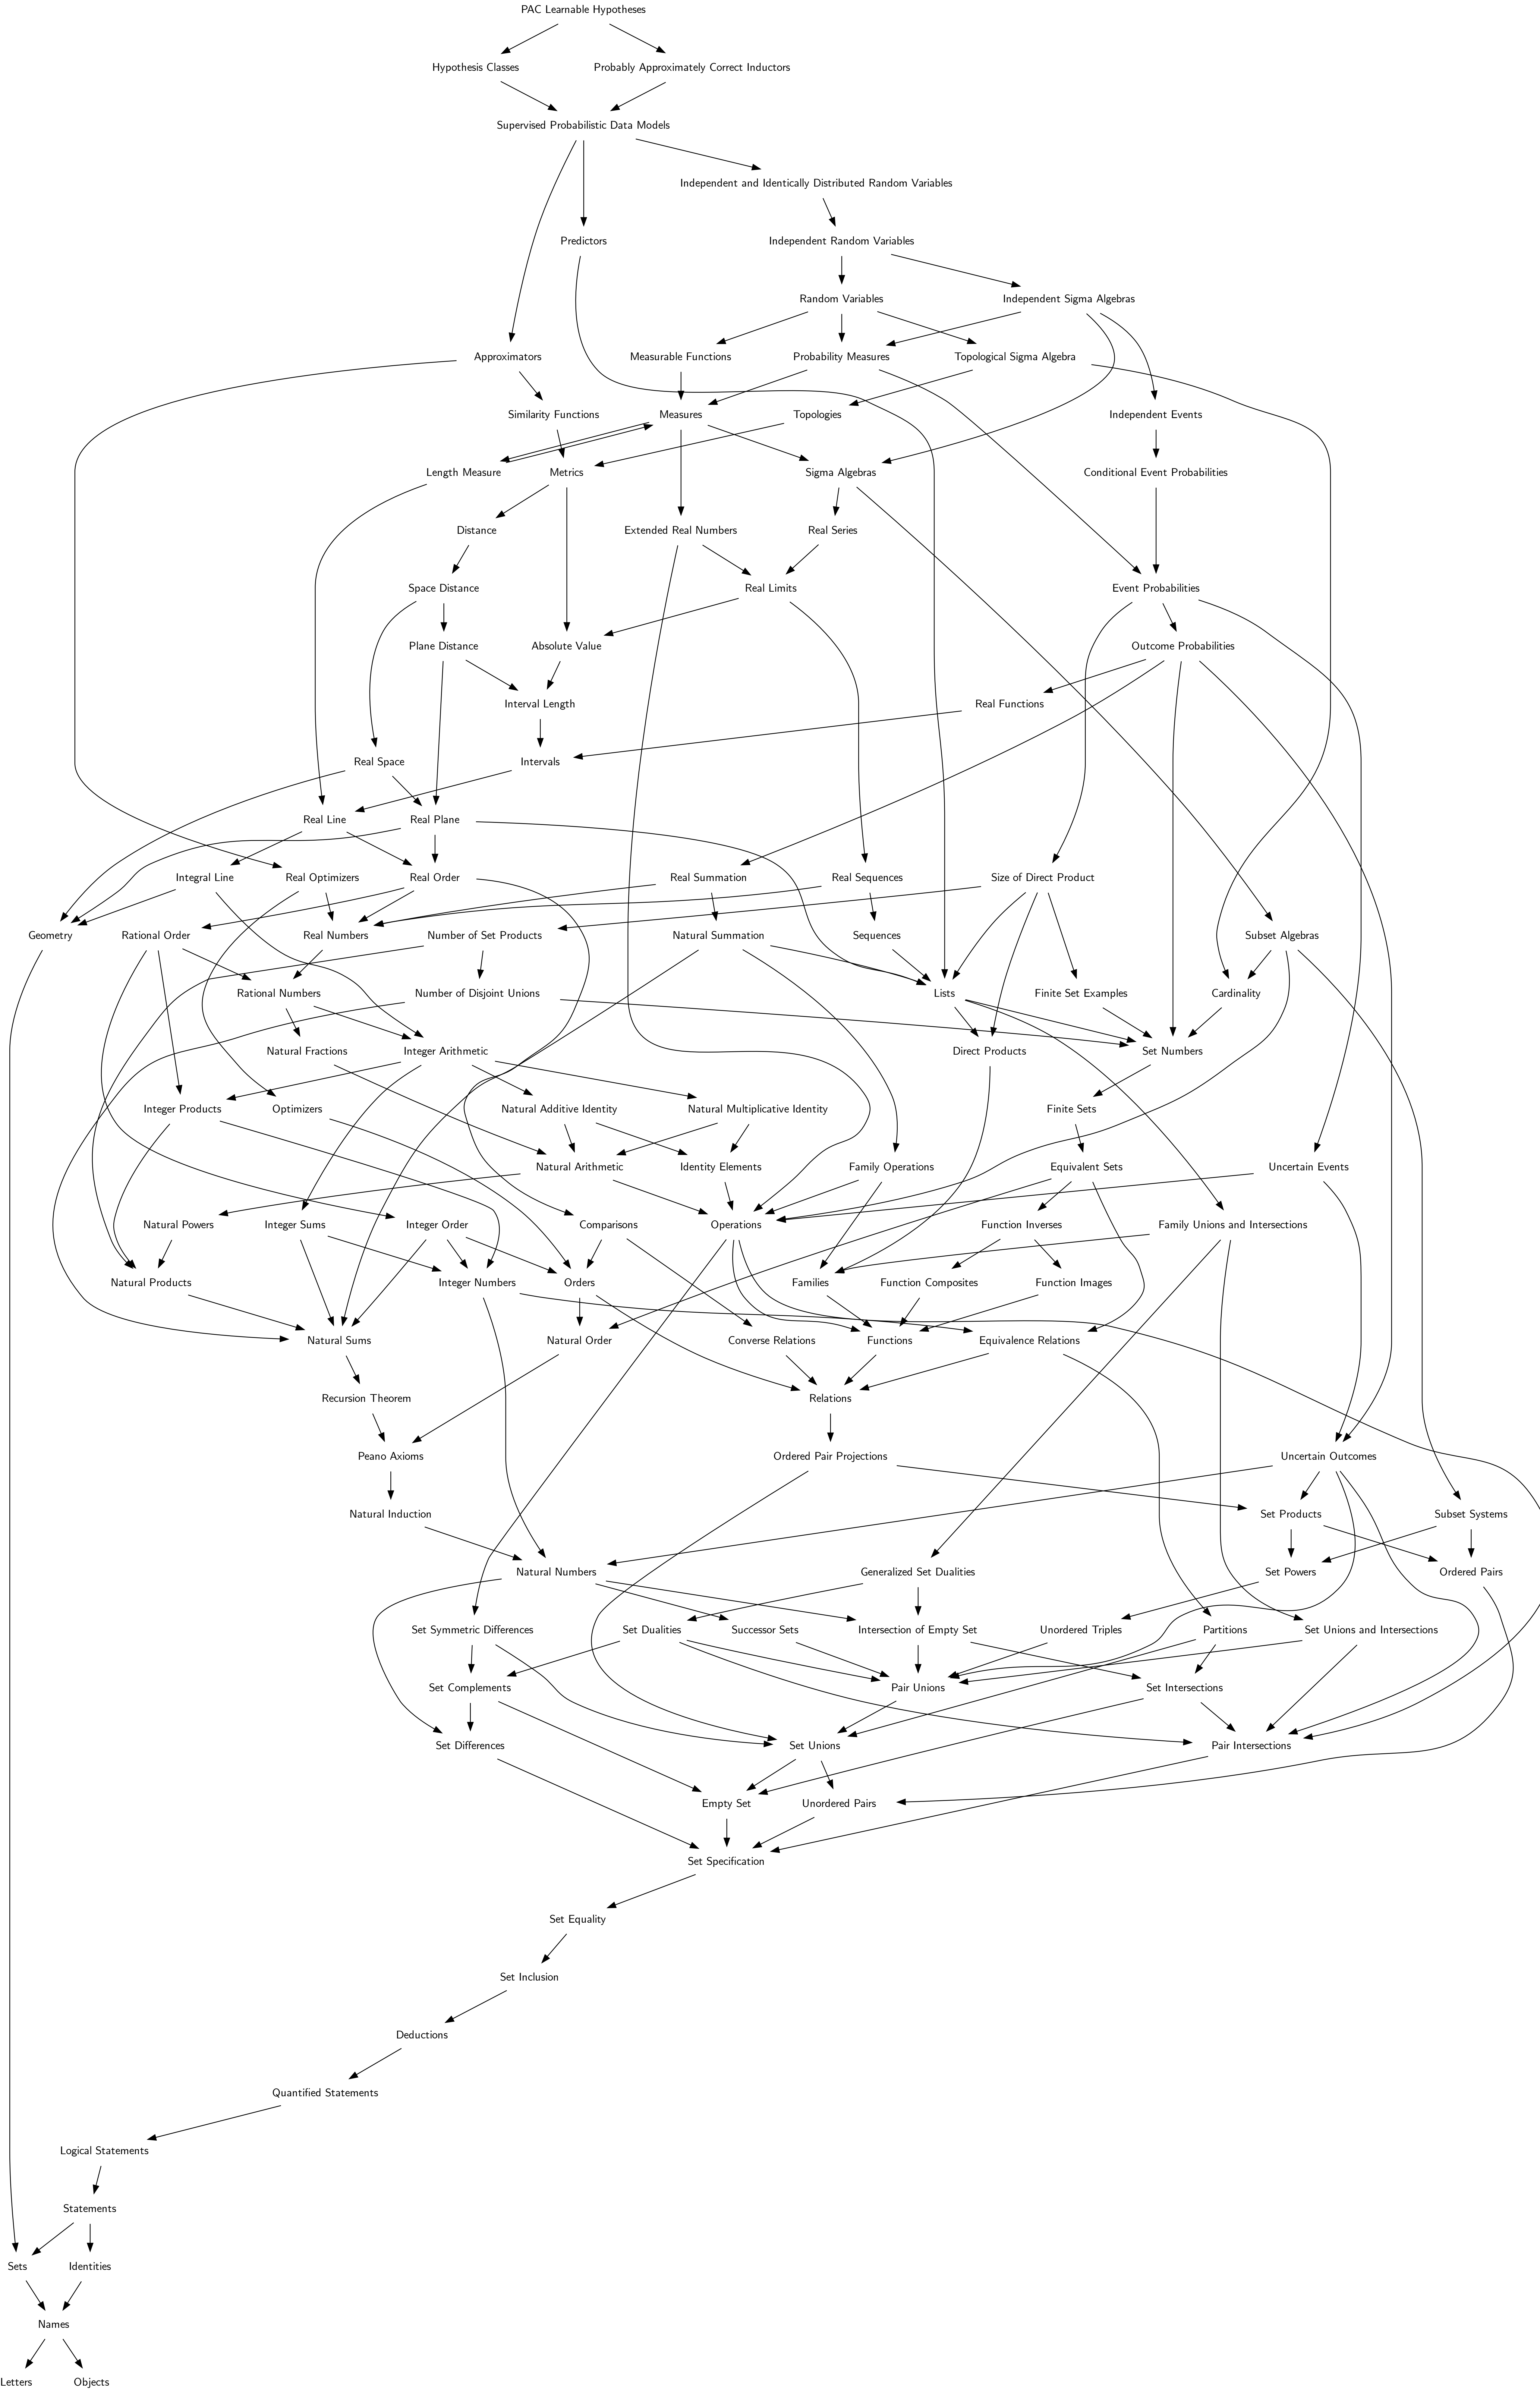 PAC Learnable Hypotheses
Hypothesis Classes
Probably Approximately Correct Inductors
Supervised Probabilistic Data Models
Independent and Identically Distributed Random Variables
Predictors
Independent Random Variables
Random Variables
Independent Sigma Algebras
Approximators
Measurable Functions
Probability Measures
Topological Sigma Algebra
Similarity Functions
Measures
Topologies
Independent Events
Length Measure
Metrics
Sigma Algebras
Conditional Event Probabilities
Distance
Extended Real Numbers
Real Series
Space Distance
Real Limits
Event Probabilities
Plane Distance
Absolute Value
Outcome Probabilities
Interval Length
Real Functions
Real Space
Intervals
Real Line
Real Plane
Integral Line
Real Optimizers
Real Order
Real Summation
Real Sequences
Size of Direct Product
Geometry
Rational Order
Real Numbers
Number of Set Products
Natural Summation
Sequences
Subset Algebras
Rational Numbers
Number of Disjoint Unions
Lists
Finite Set Examples
Cardinality
Natural Fractions
Integer Arithmetic
Direct Products
Set Numbers
Integer Products
Optimizers
Natural Additive Identity
Natural Multiplicative Identity
Finite Sets
Natural Arithmetic
Identity Elements
Family Operations
Equivalent Sets
Uncertain Events
Natural Powers
Integer Sums
Integer Order
Comparisons
Operations
Function Inverses
Family Unions and Intersections
Natural Products
Integer Numbers
Orders
Families
Function Composites
Function Images
Natural Sums
Natural Order
Converse Relations
Functions
Equivalence Relations
Recursion Theorem
Relations
Peano Axioms
Ordered Pair Projections
Uncertain Outcomes
Natural Induction
Set Products
Subset Systems
Natural Numbers
Generalized Set Dualities
Set Powers
Ordered Pairs
Set Symmetric Differences
Set Dualities
Successor Sets
Intersection of Empty Set
Unordered Triples
Partitions
Set Unions and Intersections
Set Complements
Pair Unions
Set Intersections
Set Differences
Set Unions
Pair Intersections
Empty Set
Unordered Pairs
Set Specification
Set Equality
Set Inclusion
Deductions
Quantified Statements
Logical Statements
Statements
Sets
Identities
Names
Letters
Objects